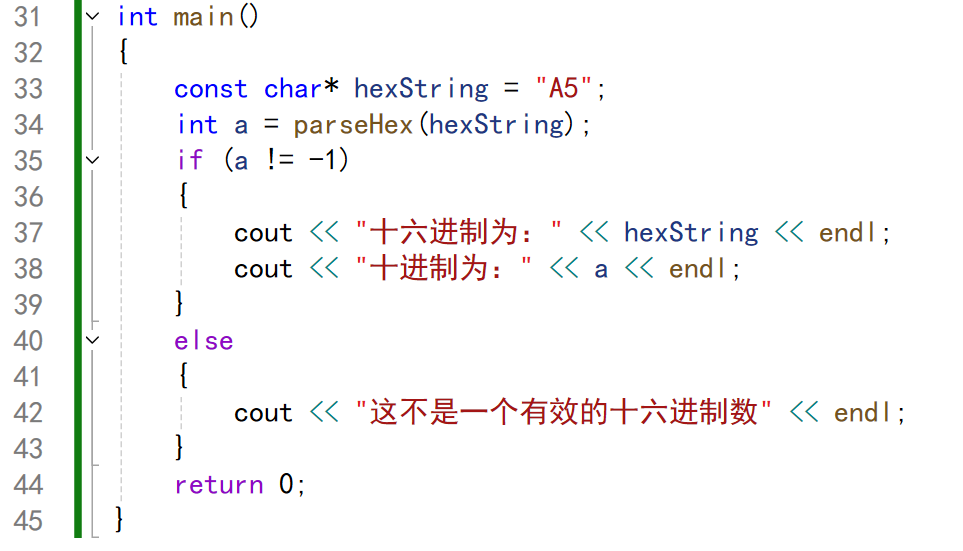 31 int main()
32 {
33 const char* hexString = "A5";
34 int a = parseHex(hexString);
35 if (a != -1)
36 {
37 cout << "十六进制为：" << hexString << endl;
38 cout << "十进制为：" << a << endl;
39 }
40 else
41 {
42 cout << "这不是一个有效的十六进制数" << endl;
43 }
44 return 0;
45 }